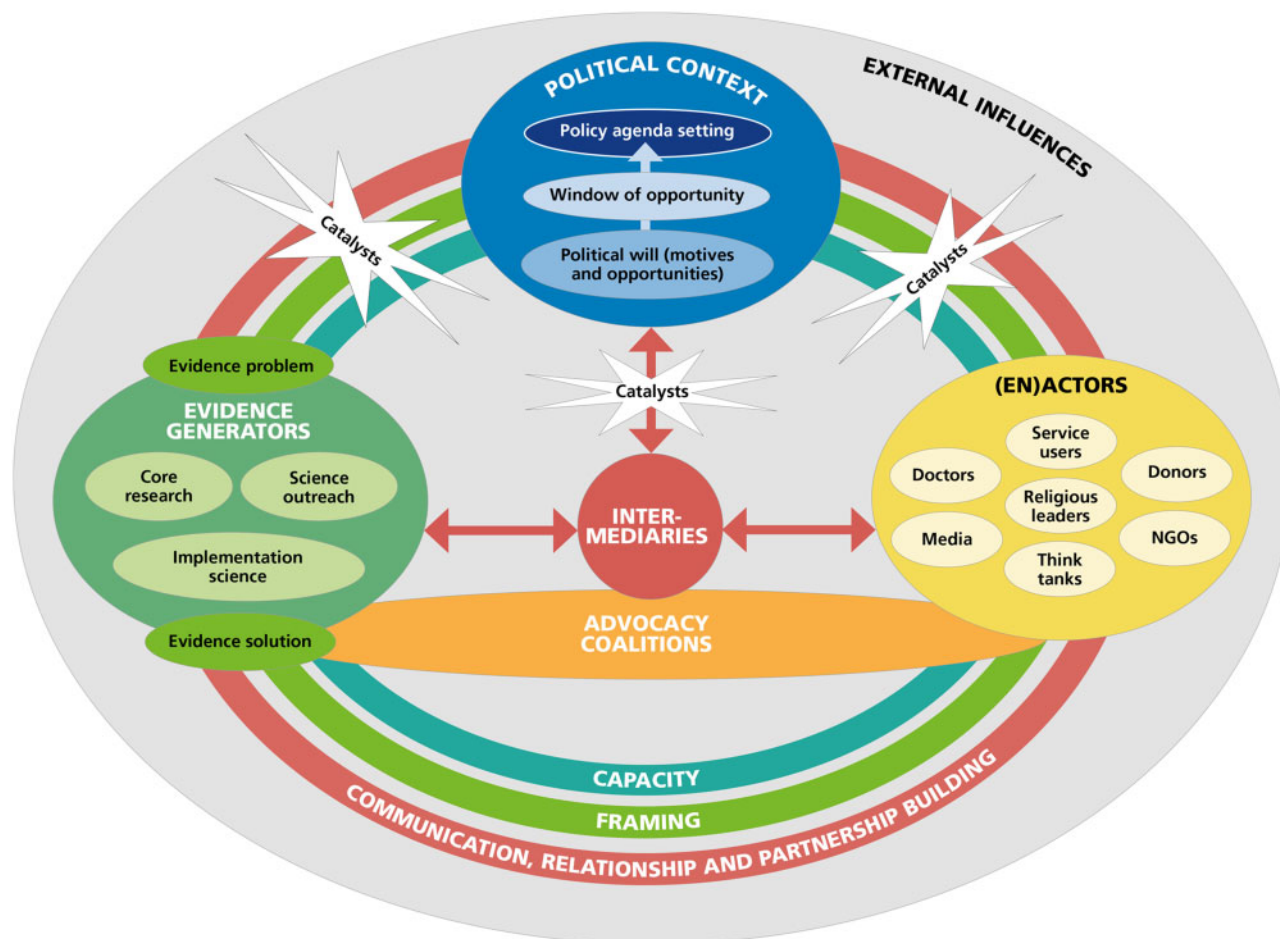 EXTERNAL INFLUENCES
POLITICAL CONTEXT
Policy agenda setting
Window of opportunity
Political will (motives
and opportunities)
Catalysts
Catalysts
Catalysts
Evidence problem
EVIDENCE
GENERATORS
Core
research
Science
outreach
Implementation
science
Evidence solution
INTER-
MEDIARIES
(EN)ACTORS
Service
users
Doctors
Donors
Religious
leaders
Media
NGOs
Think
tanks
ADVOCACY
COALITIONS
CAPACITY
FRAMING
COMMUNICATION, RELATIONSHIP AND PARTNERSHIP BUILDING